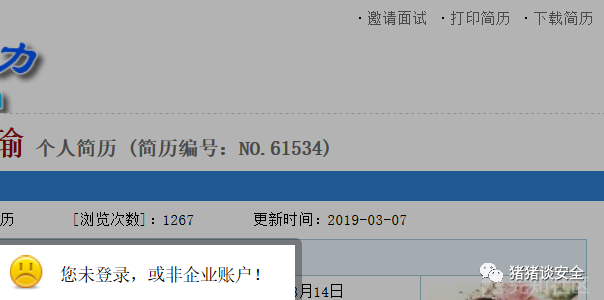 · 邀请面试 · 打印简历 · 下载简历
力
瑜 个人简历 (简历编号: NO.61534)
历 [浏览次数]: 1267 更新时间: 2019-03-07
您未登录，或非企业账户!
月14日
猪猪谈安全